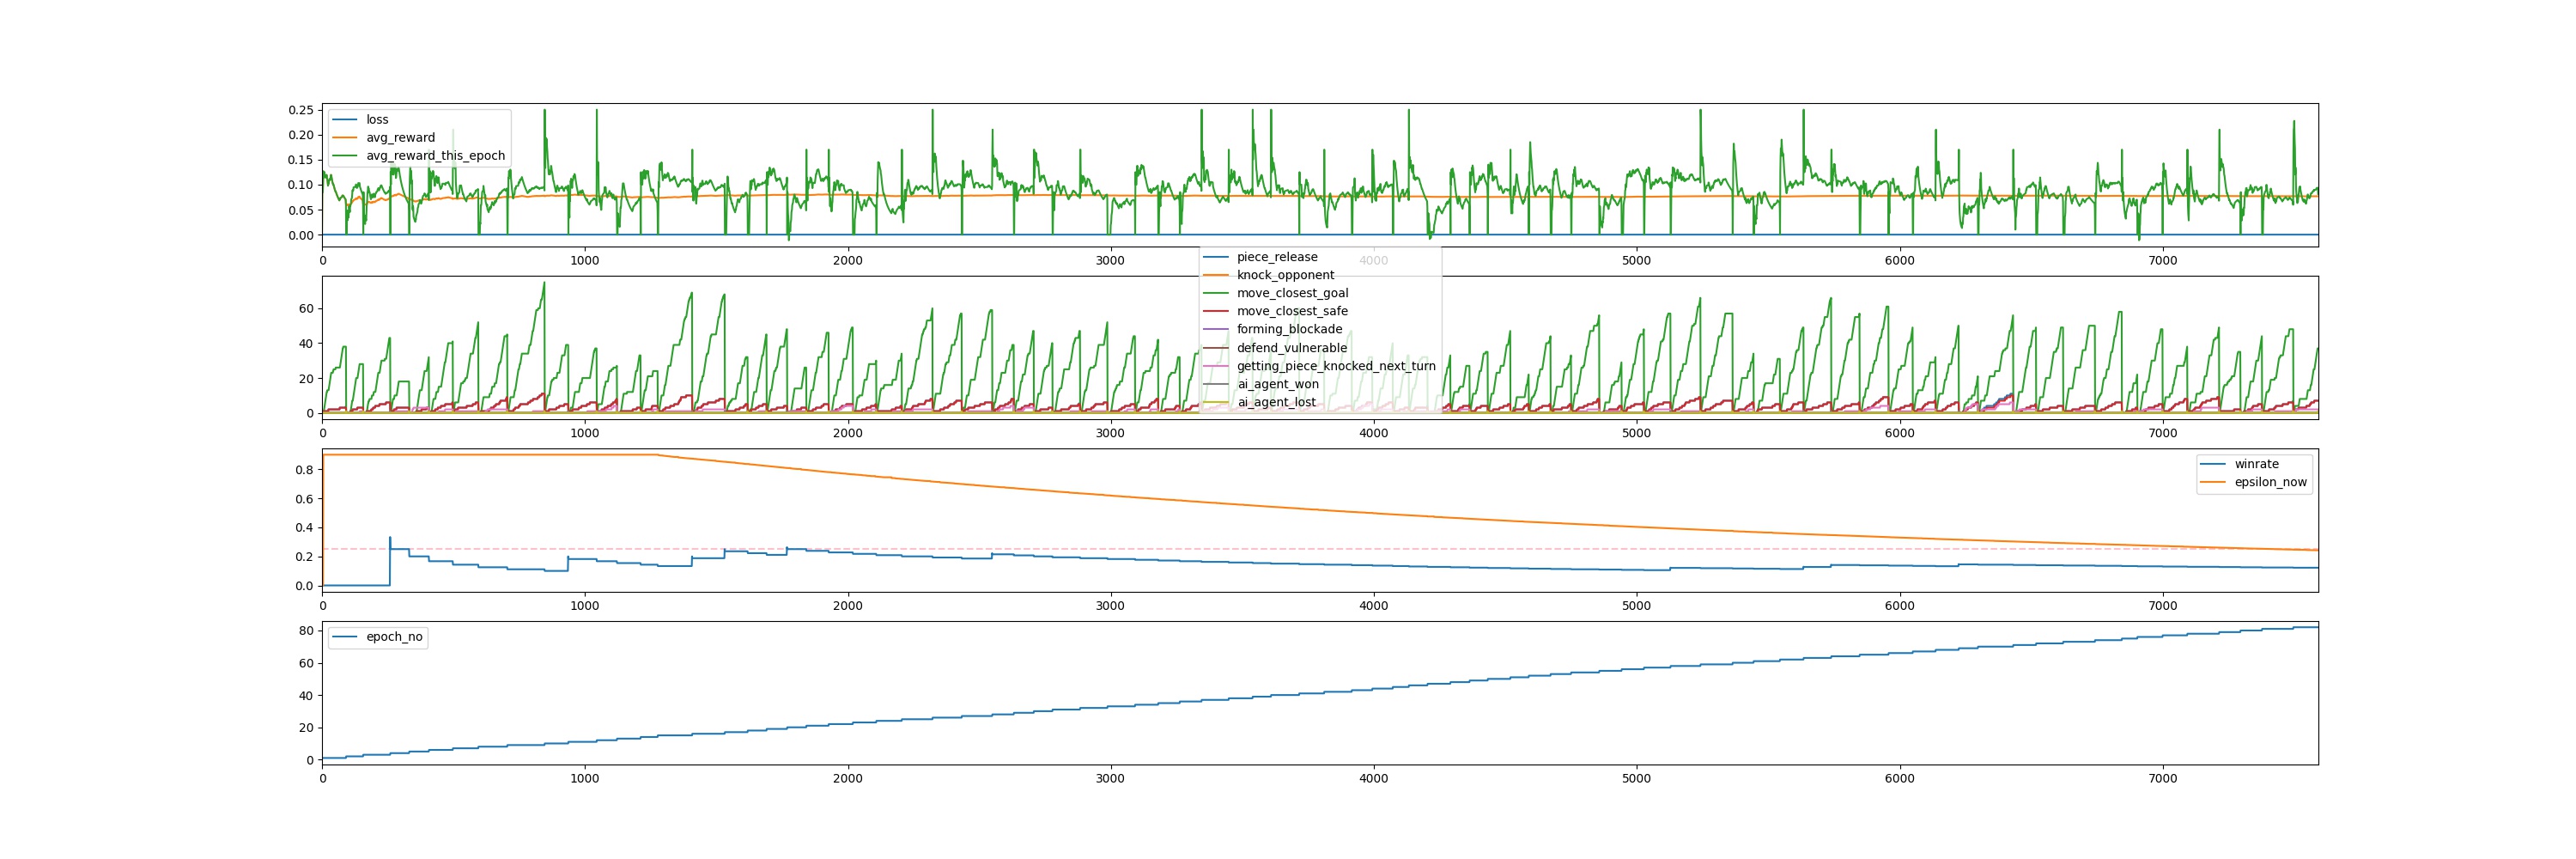 0.25
0.20
0.15
0.10
0.05
0.00
loss
avg_reward
avg_reward_this_epoch
0 1000 2000 3000 4000 5000 6000 7000
60
40
20
0
piece_release
knock_opponent
move_closest_goal
move_closest_safe
forming_blockade
defend_vulnerable
getting_piece_knocked_next_turn
ai_agent_won
ai_agent_lost
0 1000 2000 3000 4000 5000 6000 7000
0.8
0.6
0.4
0.2
0.0
winrate
epsilon_now
0 1000 2000 3000 4000 5000 6000 7000
80
60
40
20
0
epoch_no
0 1000 2000 3000 4000 5000 6000 7000